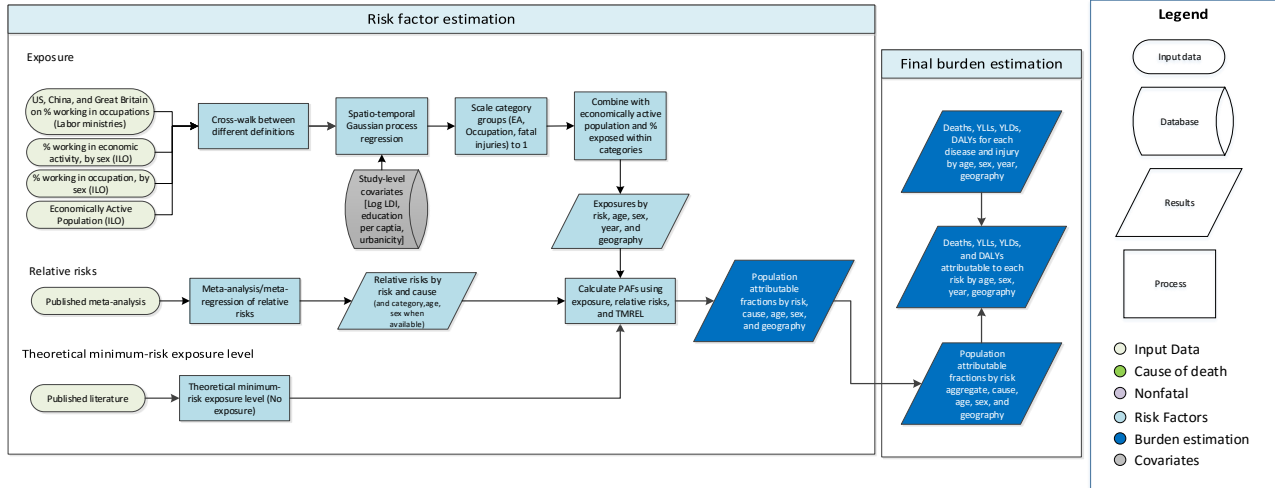 Risk factor estimation
Exposure
US, China, and Great Britain
on % working in occupations
(Labor ministries)
% working in economic
activity, by sex (ILO)
% working in occupation, by
sex (ILO)
Economically Active
Population (ILO)
Cross-walk between
different definitions
Spatio-temporal
Gaussian process
regression
Study-level
covariates
[Log LDI,
education
per captia,
urbanicity]
Scale category
groups (EA,
Occupation, fatal
injuries) to 1
Combine with
economically active
population and %
exposed within
categories
Exposures by
risk, age, sex,
year, and
geography
Relative risks
Published meta-analysis
Meta-analysis/meta-
regression of relative
risks
Relative risks by
risk and cause
(and category,age,
sex when
available)
Calculate PAFs using
exposure, relative risks,
and TMREL
Population
attributable
fractions by risk,
cause, age, sex,
and geography
Theoretical minimum-risk exposure level
Published literature
Theoretical minimum-
risk exposure level (No
exposure)
Final burden estimation
Deaths, YLLs, YLDs,
DALYs for each
disease and injury
by age, sex, year,
geography
Deaths, YLLs, YLDs,
and DALYs
attributable to each
risk by age, sex,
year, geography
Population
attributable
fractions by risk
aggregate, cause,
age, sex, and
geography
Legend
Input data
Database
Results
Process
Input Data
Cause of death
Nonfatal
Risk Factors
Burden estimation
Covariates